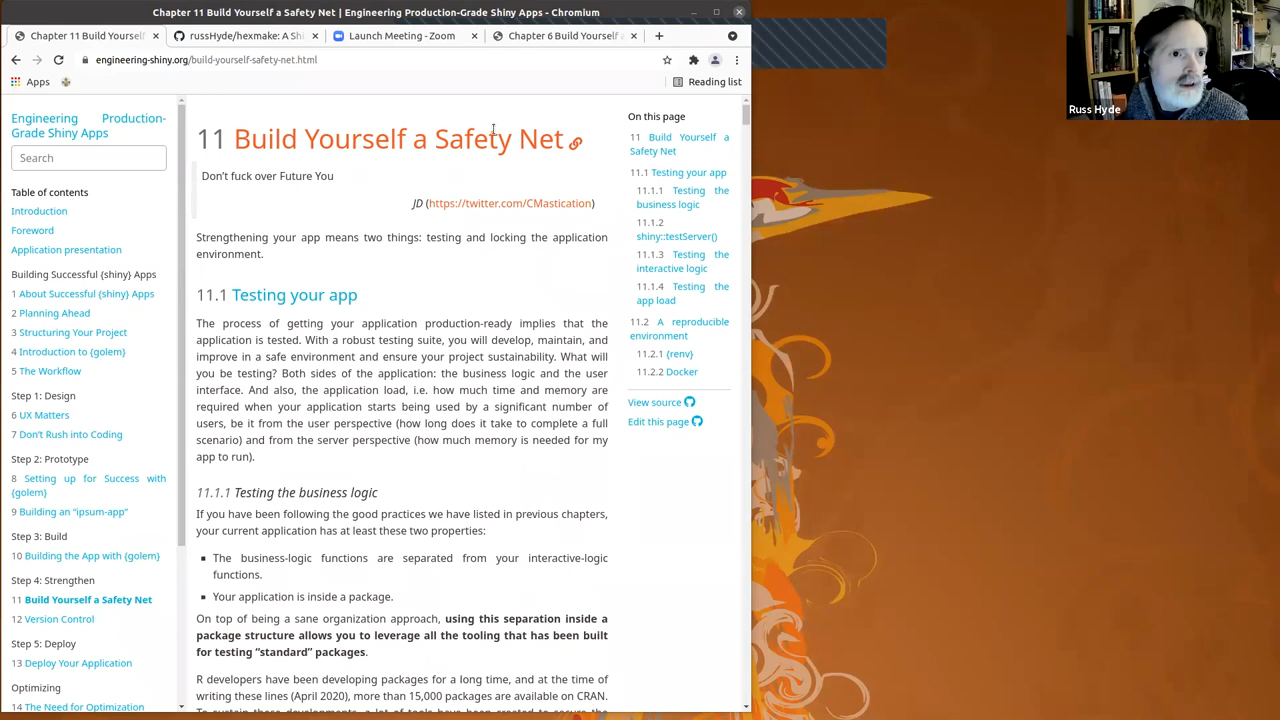 Chapter 11 Build Yourself a Safety Net | Engineering Production-Grade Shiny Apps - Chromium
Chapter 11 Build Yourself
russHyde/hexmake: A Shi
Launch Meeting - Zoom
Chapter 6 Build Yourself a
engineering-shiny.org/build-yourself-safety-net.html
Apps
Reading list
Engineering Production-
Grade Shiny Apps
Search
Table of contents
Introduction
Foreword
Application presentation
Building Successful {shiny} Apps
1 About Successful {shiny} Apps
2 Planning Ahead
3 Structuring Your Project
4 Introduction to {golem}
5 The Workflow
Step 1: Design
6 UX Matters
7 Don't Rush into Coding
Step 2: Prototype
8 Setting up for Success with
{golem}
9 Building an "ipsum-app"
Step 3: Build
10 Building the App with {golem}
Step 4: Strengthen
11 Build Yourself a Safety Net
12 Version Control
Step 5: Deploy
13 Deploy Your Application
Optimizing
14 The Need for Optimization
11 Build Yourself a Safety Net
Don't fuck over Future You
JD (https://twitter.com/CMastication)
Strengthening your app means two things: testing and locking the application
environment.
11.1 Testing your app
The process of getting your application production-ready implies that the
application is tested. With a robust testing suite, you will develop, maintain, and
improve in a safe environment and ensure your project sustainability. What will
you be testing? Both sides of the application: the business logic and the user
interface. And also, the application load, i.e. how much time and memory are
required when your application starts being used by a significant number of
users, be it from the user perspective (how long does it take to complete a full
scenario) and from the server perspective (how much memory is needed for my
app to run).
11.1.1 Testing the business logic
If you have been following the good practices we have listed in previous chapters,
your current application has at least these two properties:
The business-logic functions are separated from your interactive-logic
functions.
Your application is inside a package.
On top of being a sane organization approach, using this separation inside a
package structure allows you to leverage all the tooling that has been built
for testing "standard" packages.
R developers have been developing packages for a long time, and at the time of
writing these lines (April 2020), more than 15,000 packages are available on CRAN.
On this page
11 Build Yourself a
Safety Net
11.1 Testing your app
11.1.1 Testing the
business logic
11.1.2
shiny::testServer()
11.1.3 Testing the
interactive logic
11.1.4 Testing the
app load
11.2 A reproducible
environment
11.2.1 {renv}
11.2.2 Docker
View source
Edit this page
Russ Hyde